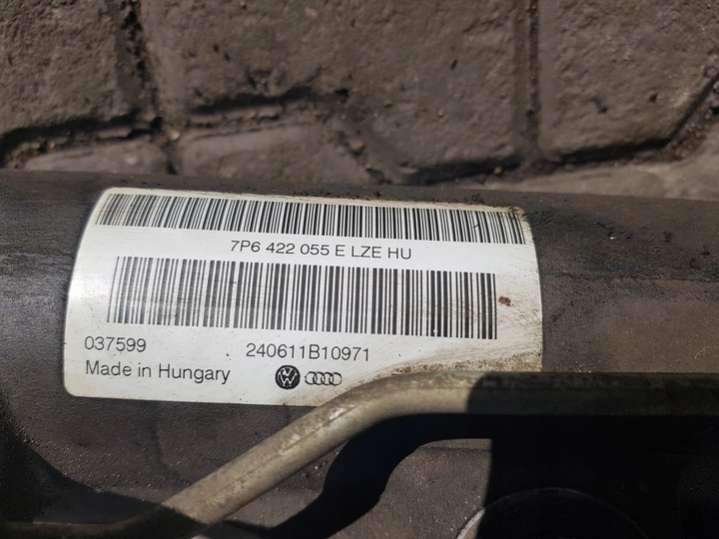 7P6 422 055 E LZE HU
037599 240611B10971
Made in Hungary